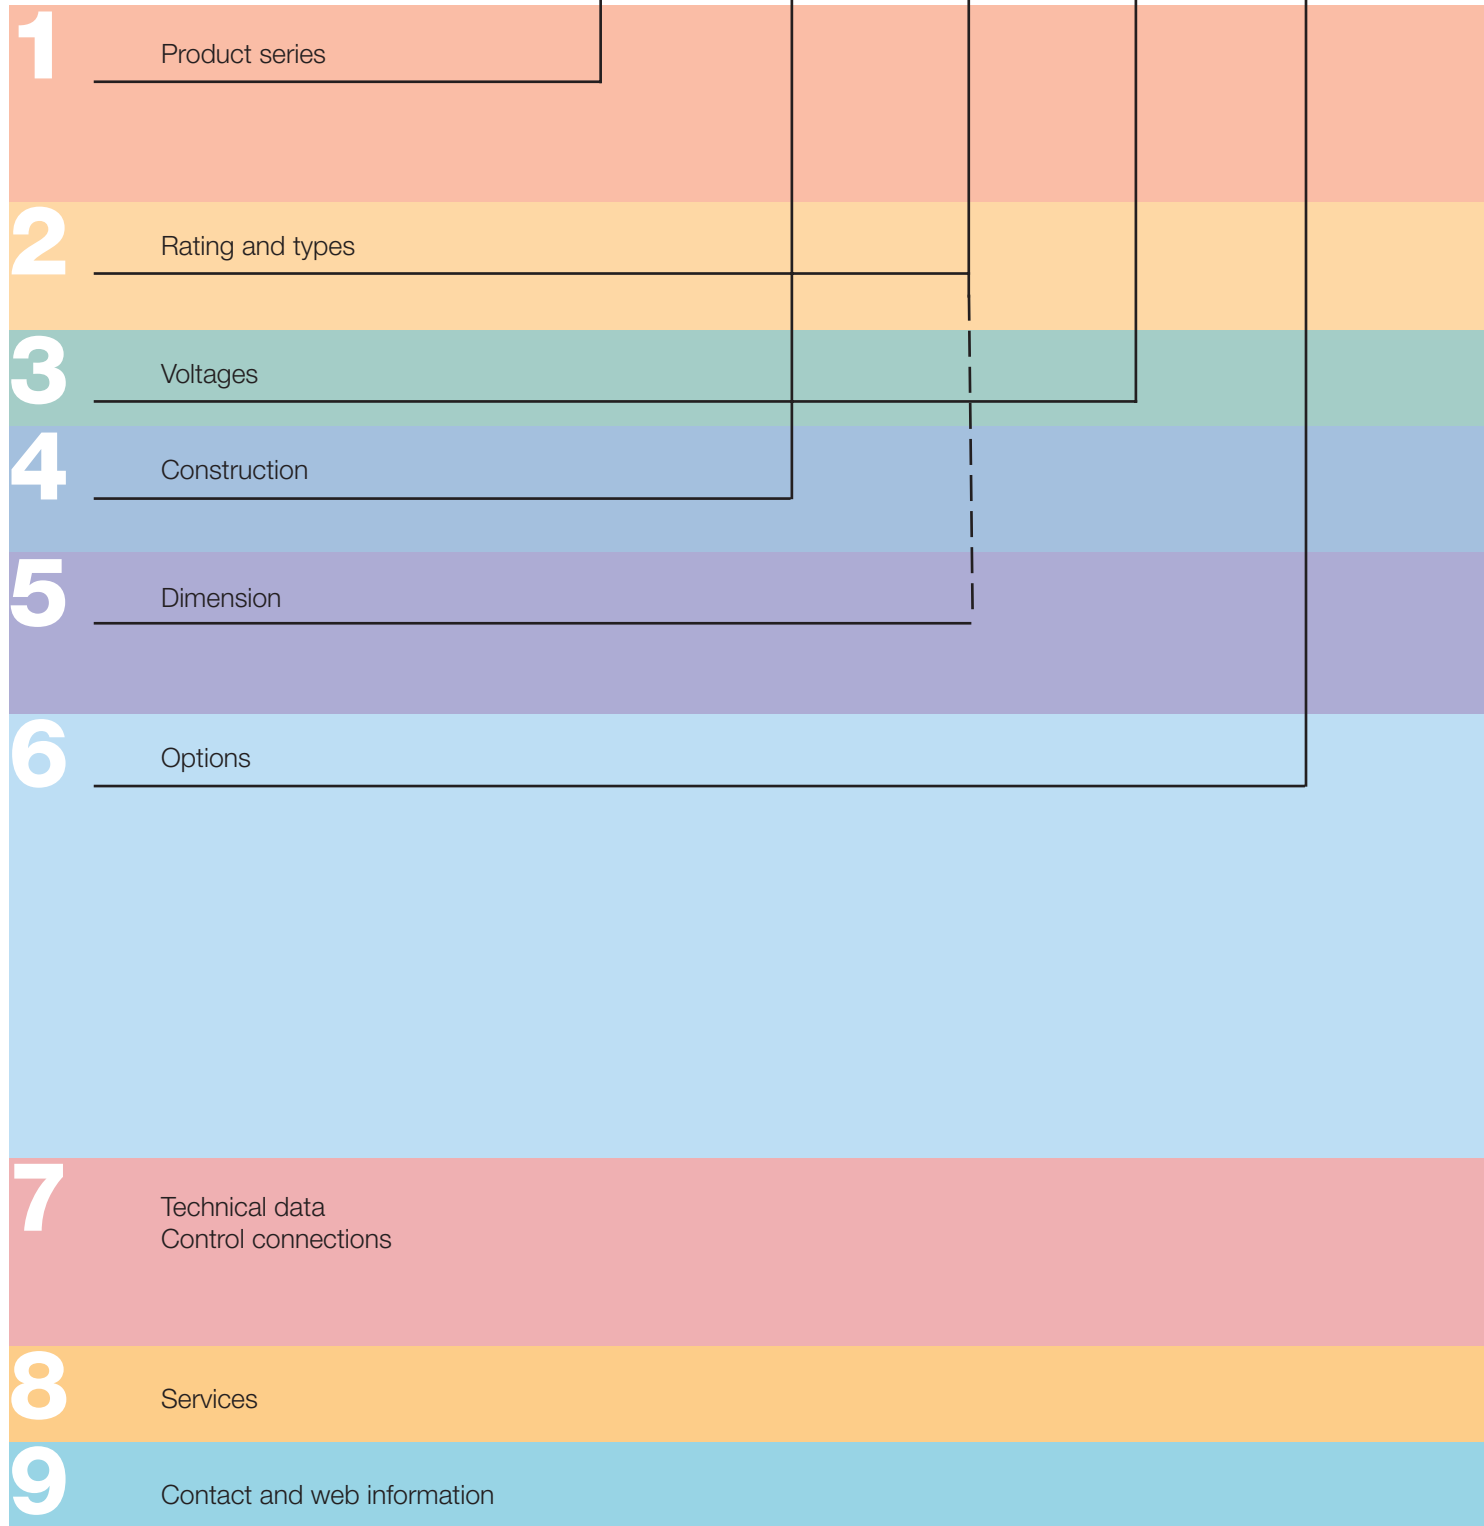 1
Product series
2
Rating and types
3
Voltages
4
Construction
5
Dimension
6
Options
7
Technical data
Control connections
8
Services
9
Contact and web information